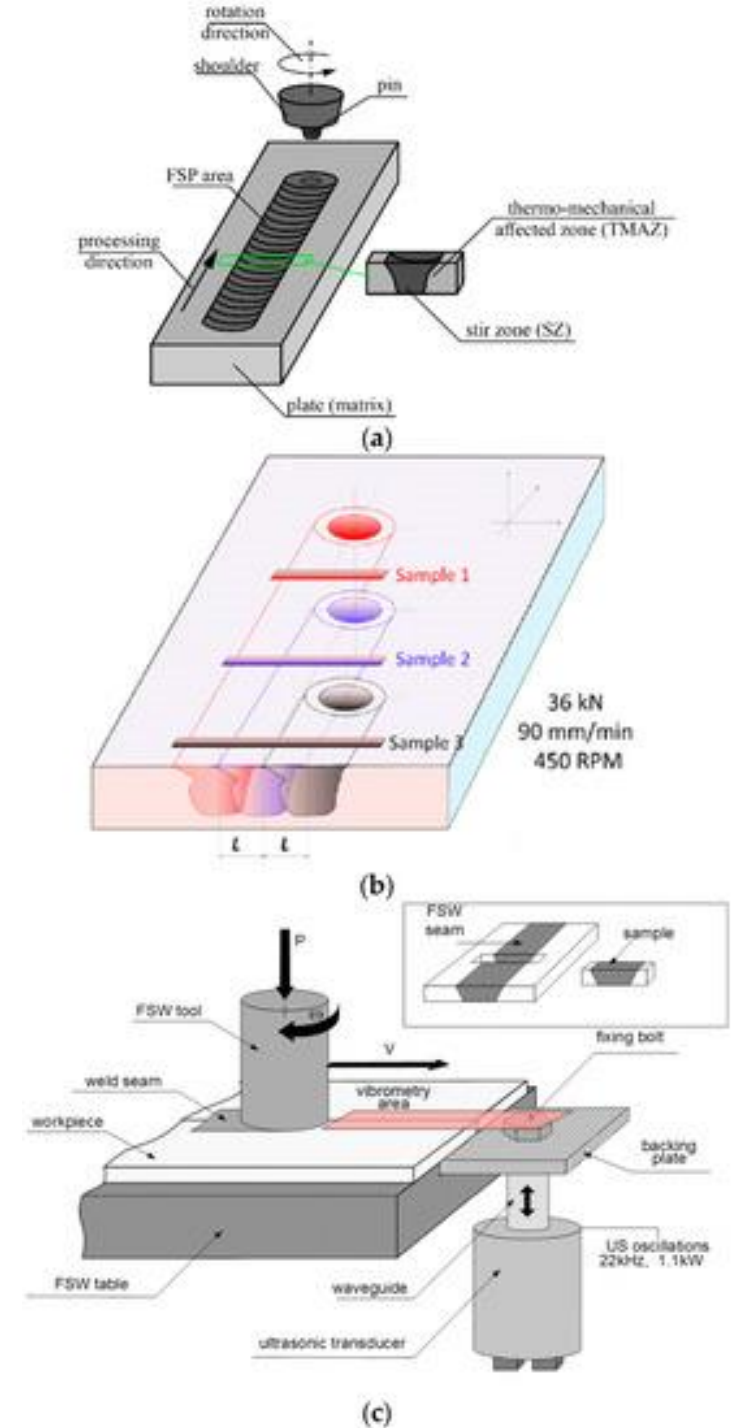 rotation
direction
shoulder
pin
FSP area
thermo-mechanical
affected zone (TMAZ)
processing
direction
stir zone (SZ)
plate (matrix)
(a)
Sample 1
Sample 2
Sample 3
36 kN
90 mm/min
450 RPM
L L
(b)
FSW
seam
sample
P
FSW tool
fixing bolt
V
weld seam
vibrometry
area
workpiece
backing
plate
US oscillations
22kHz, 1.1kW
FSW table
waveguide
ultrasonic transducer
(c)